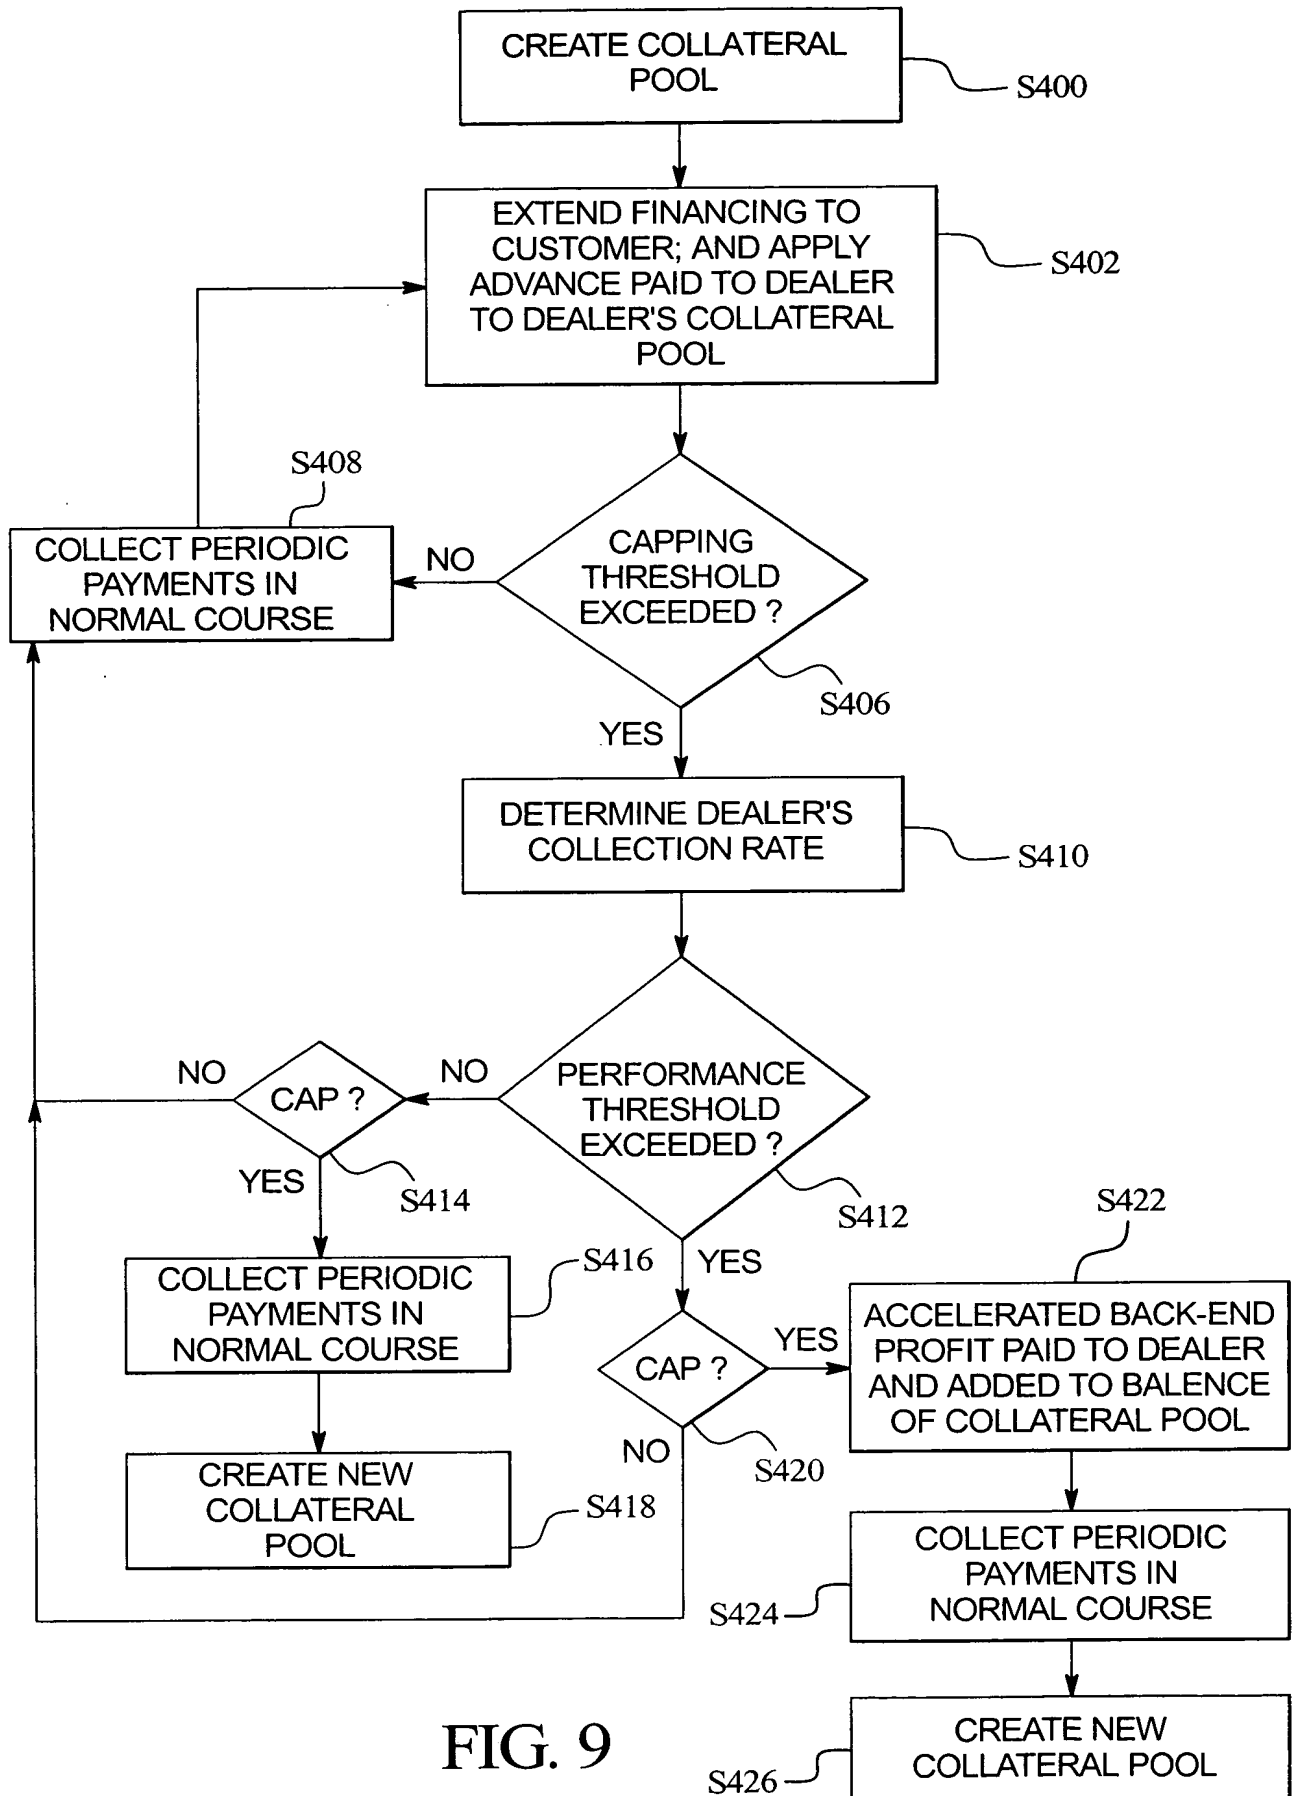 CREATE COLLATERAL
POOL
S400
EXTEND FINANCING TO
CUSTOMER; AND APPLY
ADVANCE PAID TO DEALER
TO DEALER'S COLLATERAL
POOL
S402
S408
COLLECT PERIODIC
PAYMENTS IN
NORMAL COURSE
NO
CAPPING
THRESHOLD
EXCEEDED ?
S406
YES
DETERMINE DEALER'S
COLLECTION RATE
S410
NO
CAP ?
NO
PERFORMANCE
THRESHOLD
EXCEEDED ?
YES
S414
S412
S422
COLLECT PERIODIC
PAYMENTS IN
NORMAL COURSE
S416
YES
CAP ?
YES
ACCELERATED BACK-END
PROFIT PAID TO DEALER
AND ADDED TO BALENCE
OF COLLATERAL POOL
NO
S420
CREATE NEW
COLLATERAL
POOL
S418
COLLECT PERIODIC
PAYMENTS IN
NORMAL COURSE
S424
CREATE NEW
COLLATERAL POOL
S426
FIG. 9